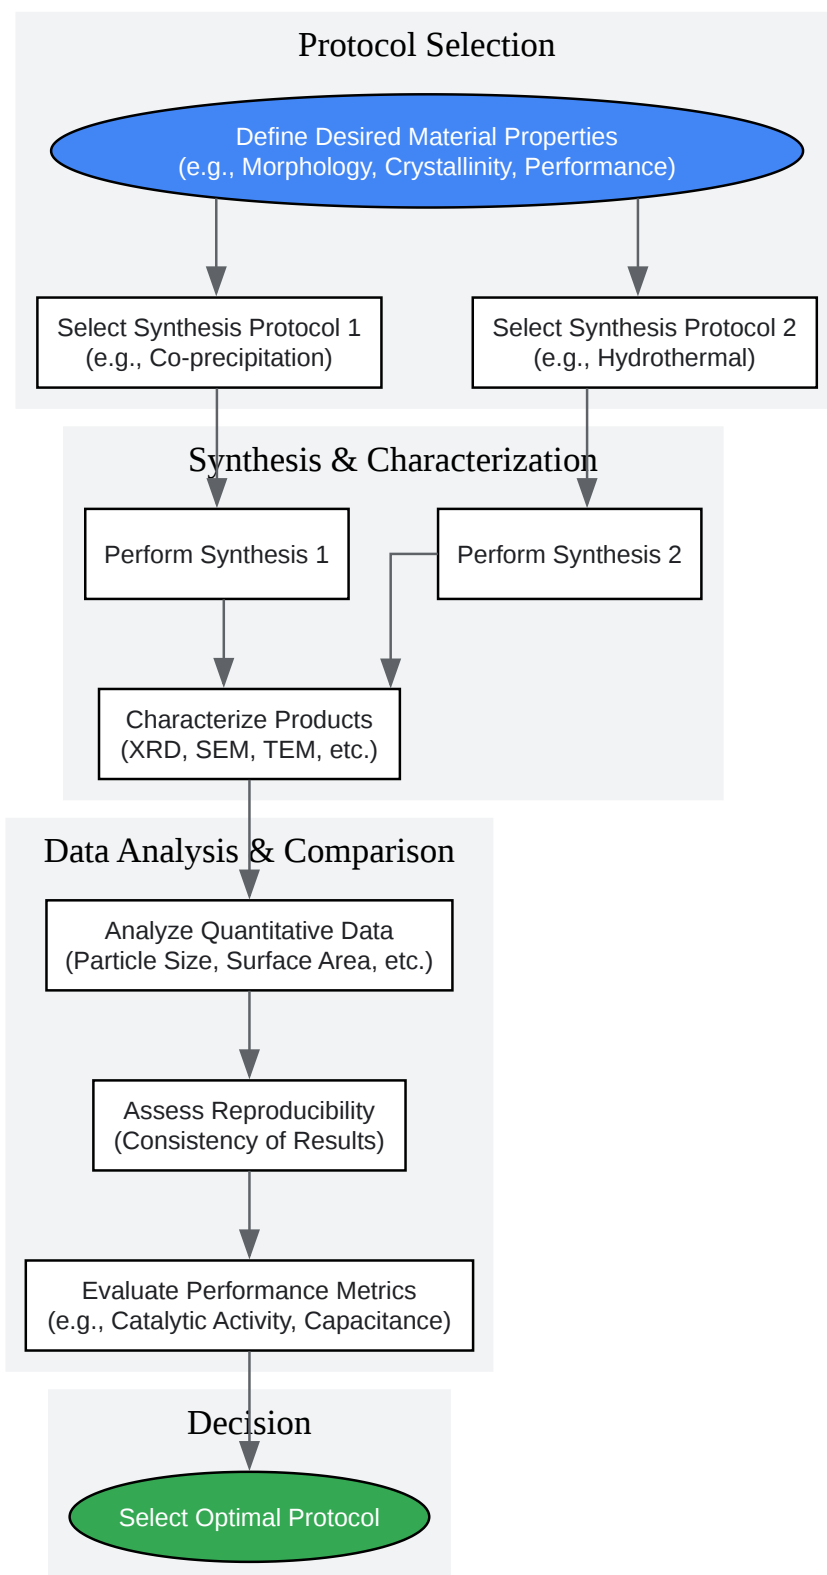 Protocol Selection
Define Desired Material Properties
(e.g., Morphology, Crystallinity, Performance)
Select Synthesis Protocol 1
(e.g., Co-precipitation)
Select Synthesis Protocol 2
(e.g., Hydrothermal)
Synthesis & Characterization
Perform Synthesis 1
Perform Synthesis 2
Characterize Products
(XRD, SEM, TEM, etc.)
Data Analysis & Comparison
Analyze Quantitative Data
(Particle Size, Surface Area, etc.)
Assess Reproducibility
(Consistency of Results)
Evaluate Performance Metrics
(e.g., Catalytic Activity, Capacitance)
Decision
Select Optimal Protocol